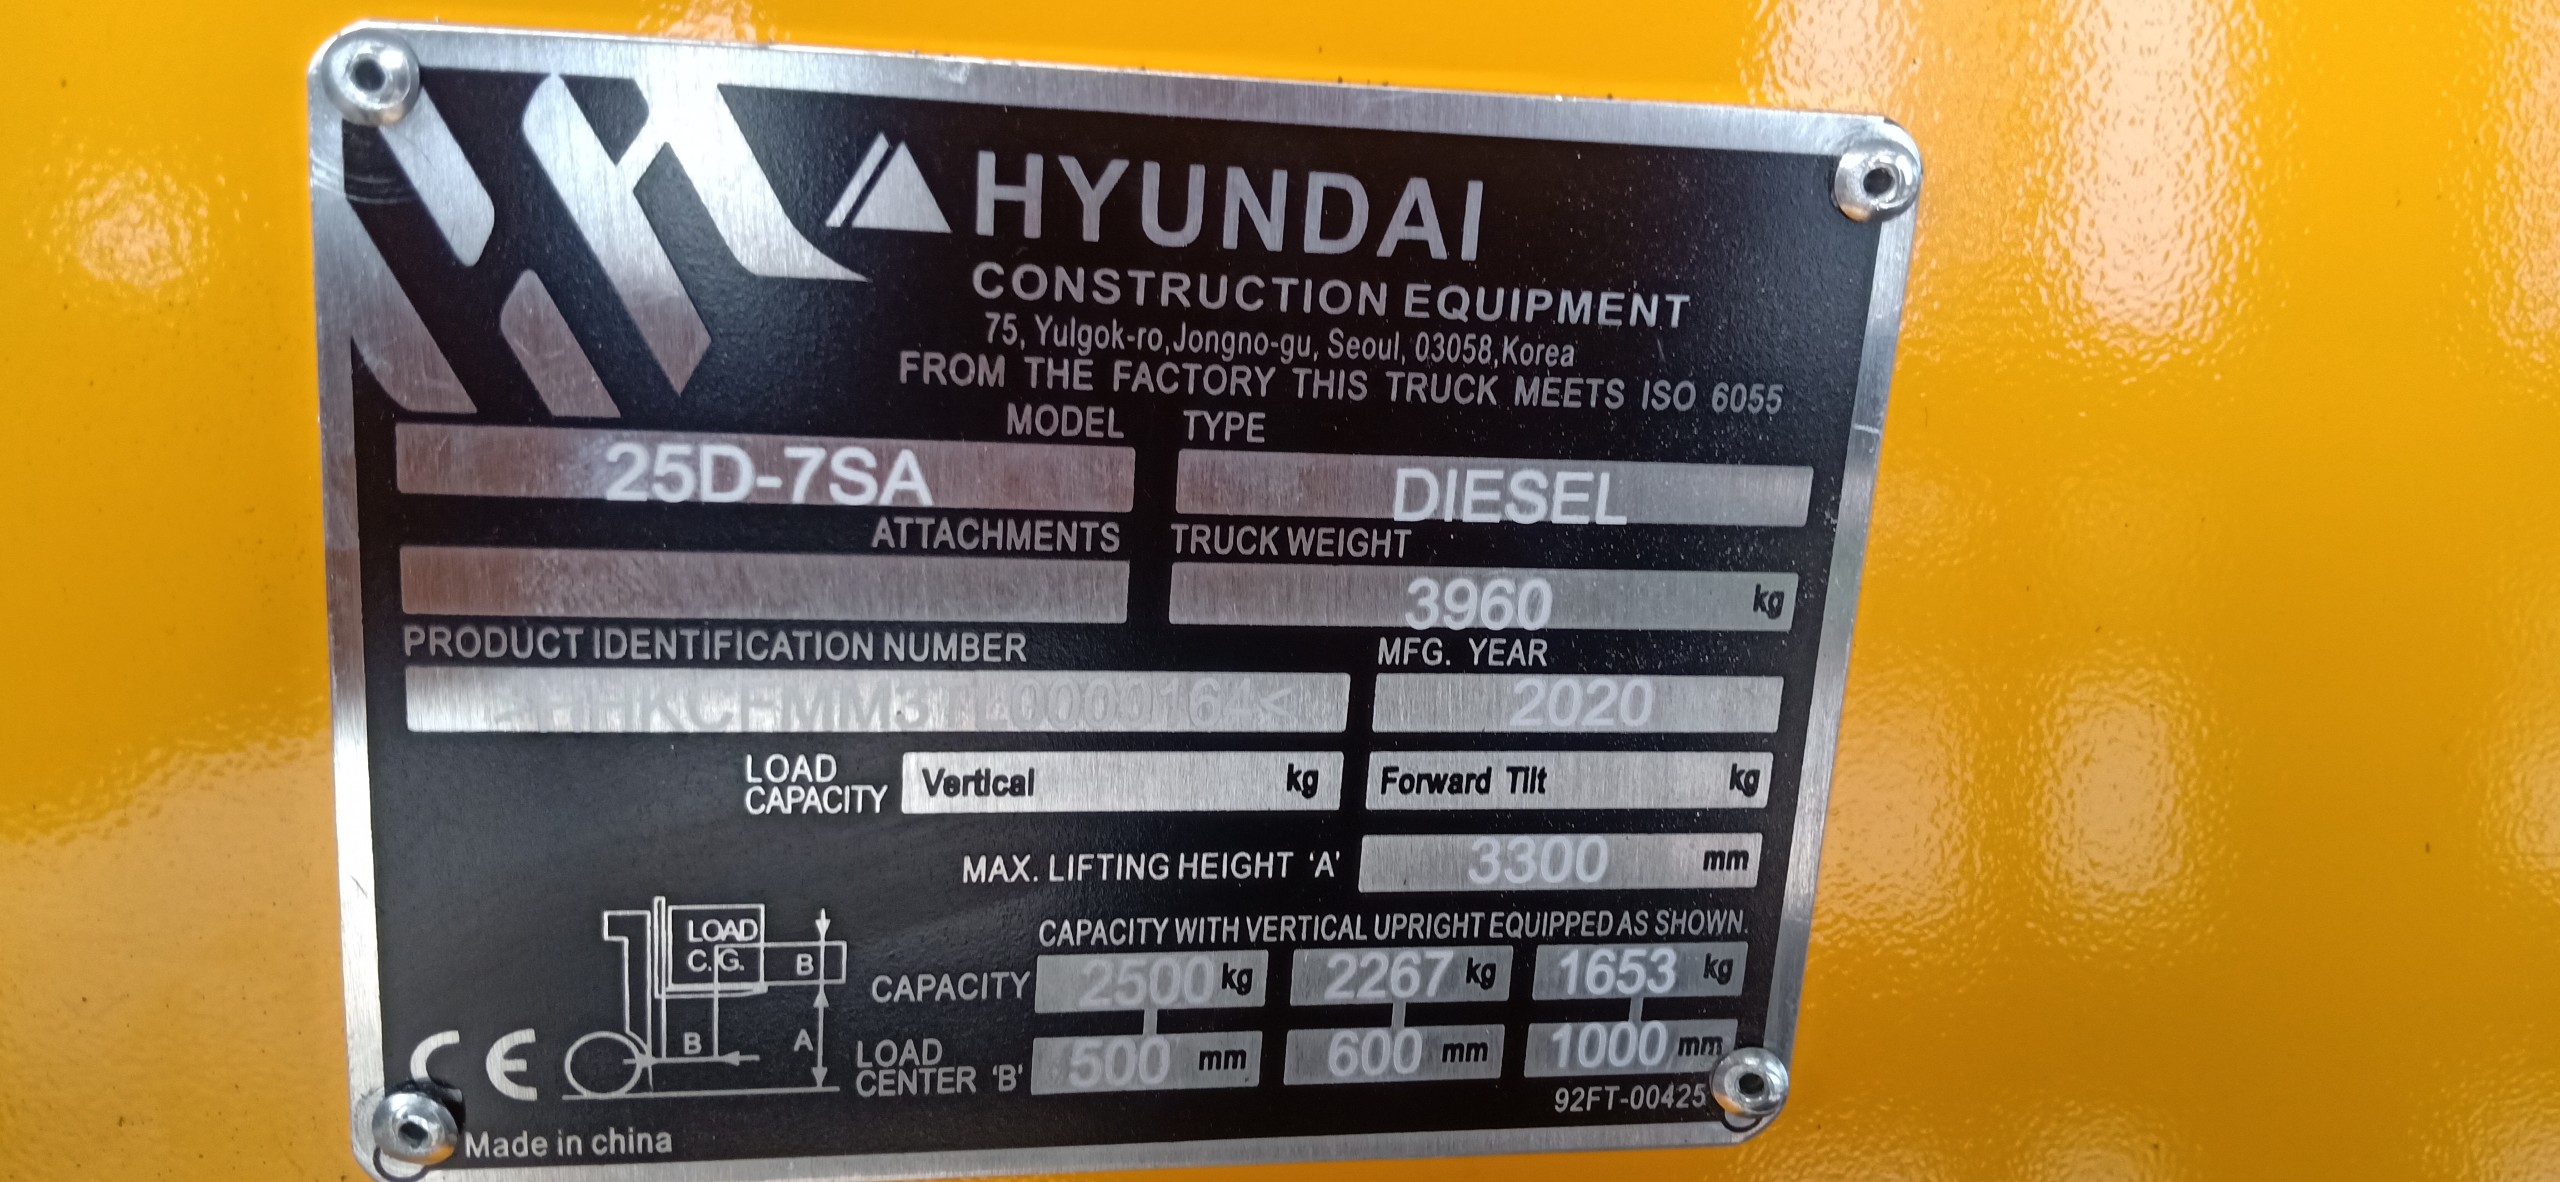 HYUNDAI
CONSTRUCTION EQUIPMENT
75, Yulgok-ro, Jongno-gu, Seoul, 03058, Korea
FROM THE FACTORY THIS TRUCK MEETS ISO 6055
MODEL TYPE
25D-7SA DIESEL
ATTACHMENTS TRUCK WEIGHT
3960 kg
PRODUCT IDENTIFICATION NUMBER MFG. YEAR
>HHKCFMM3TL0000164< 2020
LOAD CAPACITY Vertical kg Forward Tilt kg
MAX. LIFTING HEIGHT 'A' 3300 mm
CAPACITY WITH VERTICAL UPRIGHT EQUIPPED AS SHOWN.
CAPACITY 2500 kg 2267 kg 1653 kg
LOAD CENTER 'B' 500 mm 600 mm 1000 mm
LOAD
C.G. B
B A
CE
92FT-00425
Made in china